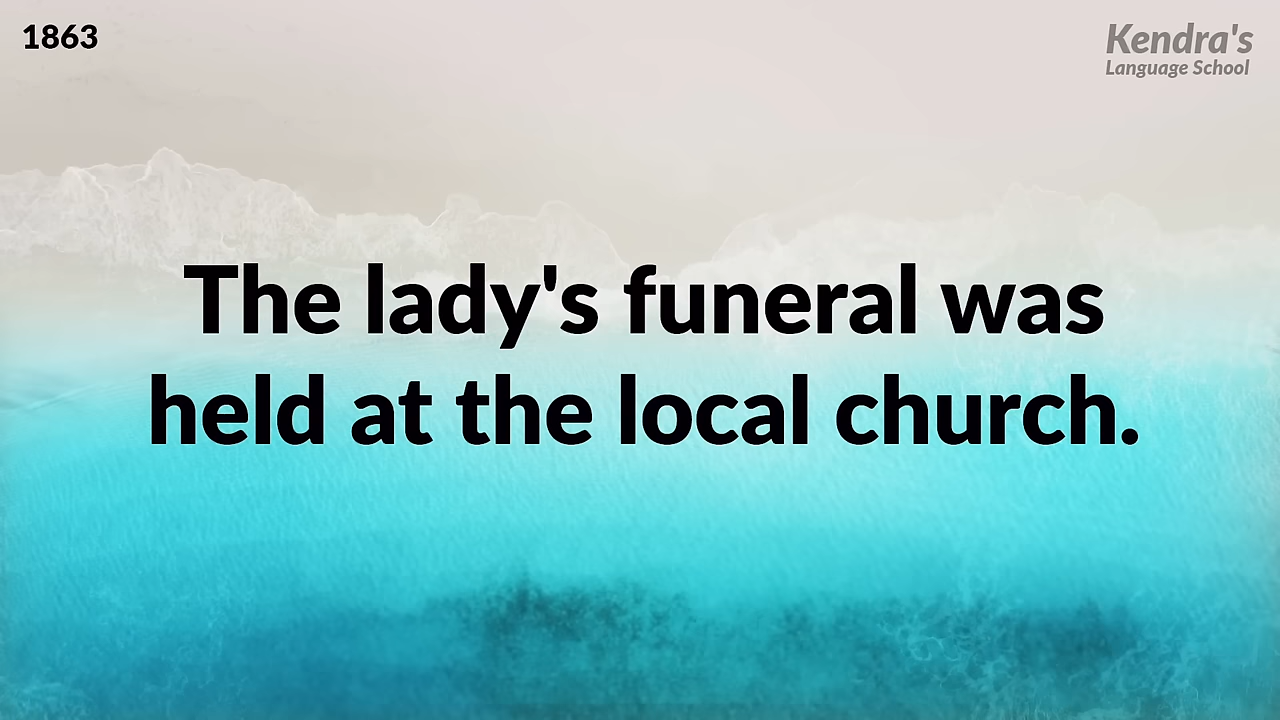 1863
Kendra's
Language School
The lady's funeral was
held at the local church.